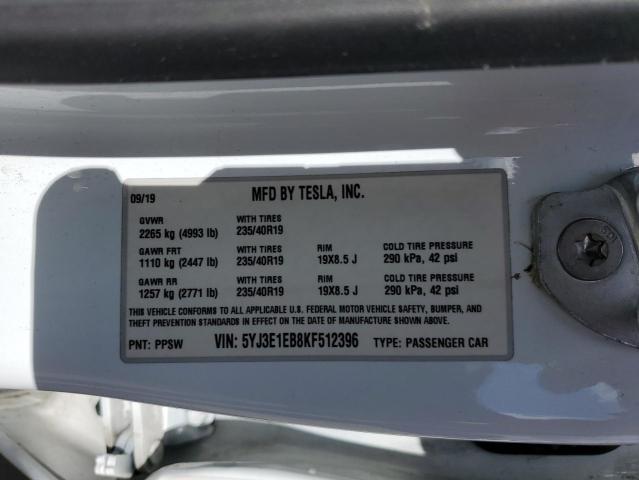 09/19 MFD BY TESLA, INC.
GVWR WITH TIRES
2265 kg (4993 lb) 235/40R19
GAWR FRT WITH TIRES RIM COLD TIRE PRESSURE
1110 kg (2447 lb) 235/40R19 19X8.5 J 290 kPa, 42 psi
GAWR RR WITH TIRES RIM COLD TIRE PRESSURE
1257 kg (2771 lb) 235/40R19 19X8.5 J 290 kPa, 42 psi
THIS VEHICLE CONFORMS TO ALL APPLICABLE U.S. FEDERAL MOTOR VEHICLE SAFETY, BUMPER, AND
THEFT PREVENTION STANDARDS IN EFFECT ON THE DATE OF MANUFACTURE SHOWN ABOVE.
PNT: PPSW VIN: 5YJ3E1EB8KF512396 TYPE: PASSENGER CAR